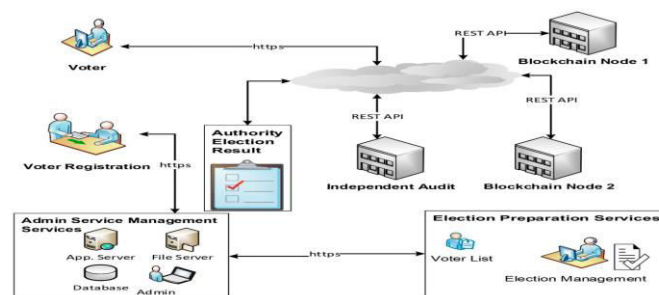 REST API
https
Voter
Blockchain Node 1
REST API
REST API
Authority
Election
Result
Voter Registration
https
Independent Audit
Blockchain Node 2
Admin Service Management
Services
App. Server
File Server
Database
Admin
https
Election Preparation Services
Voter List
Election Management